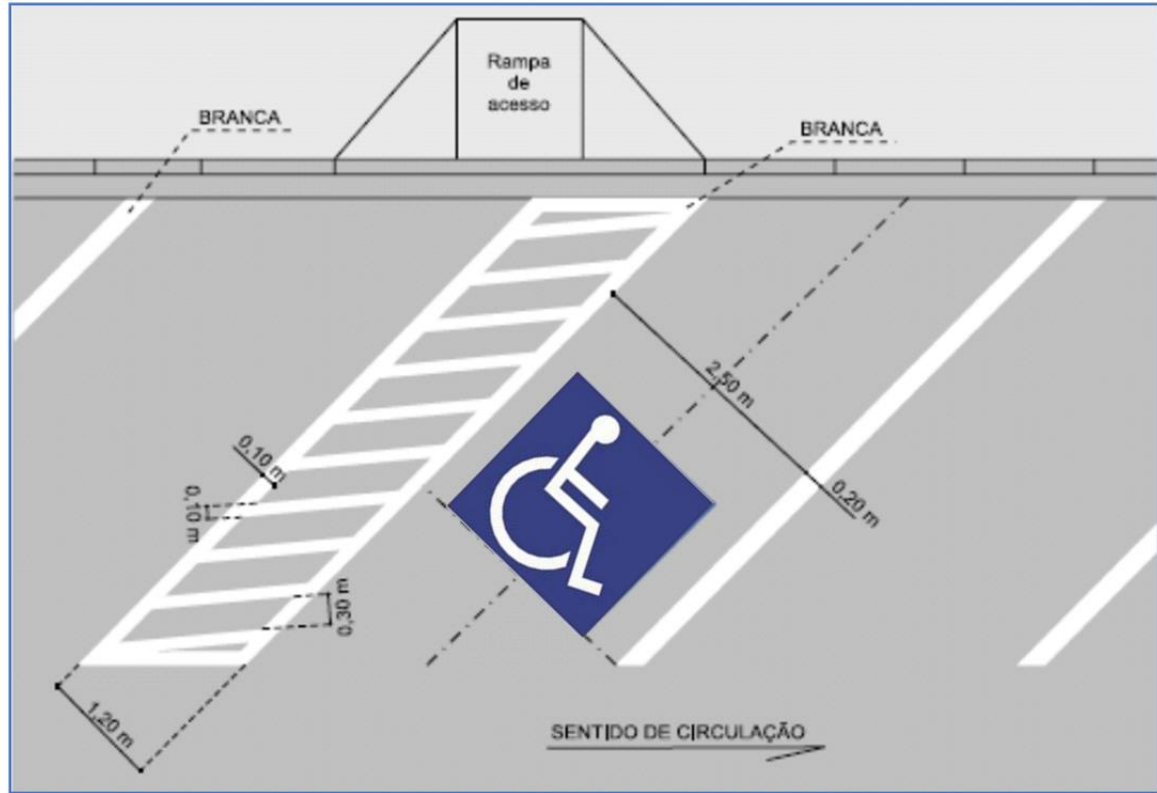 Rampa
de
acesso
BRANCA
BRANCA
2,50 m
0,10 m
0,10 m
0,20 m
0,30 m
1,20 m
SENTIDO DE CIRCULAÇÃO